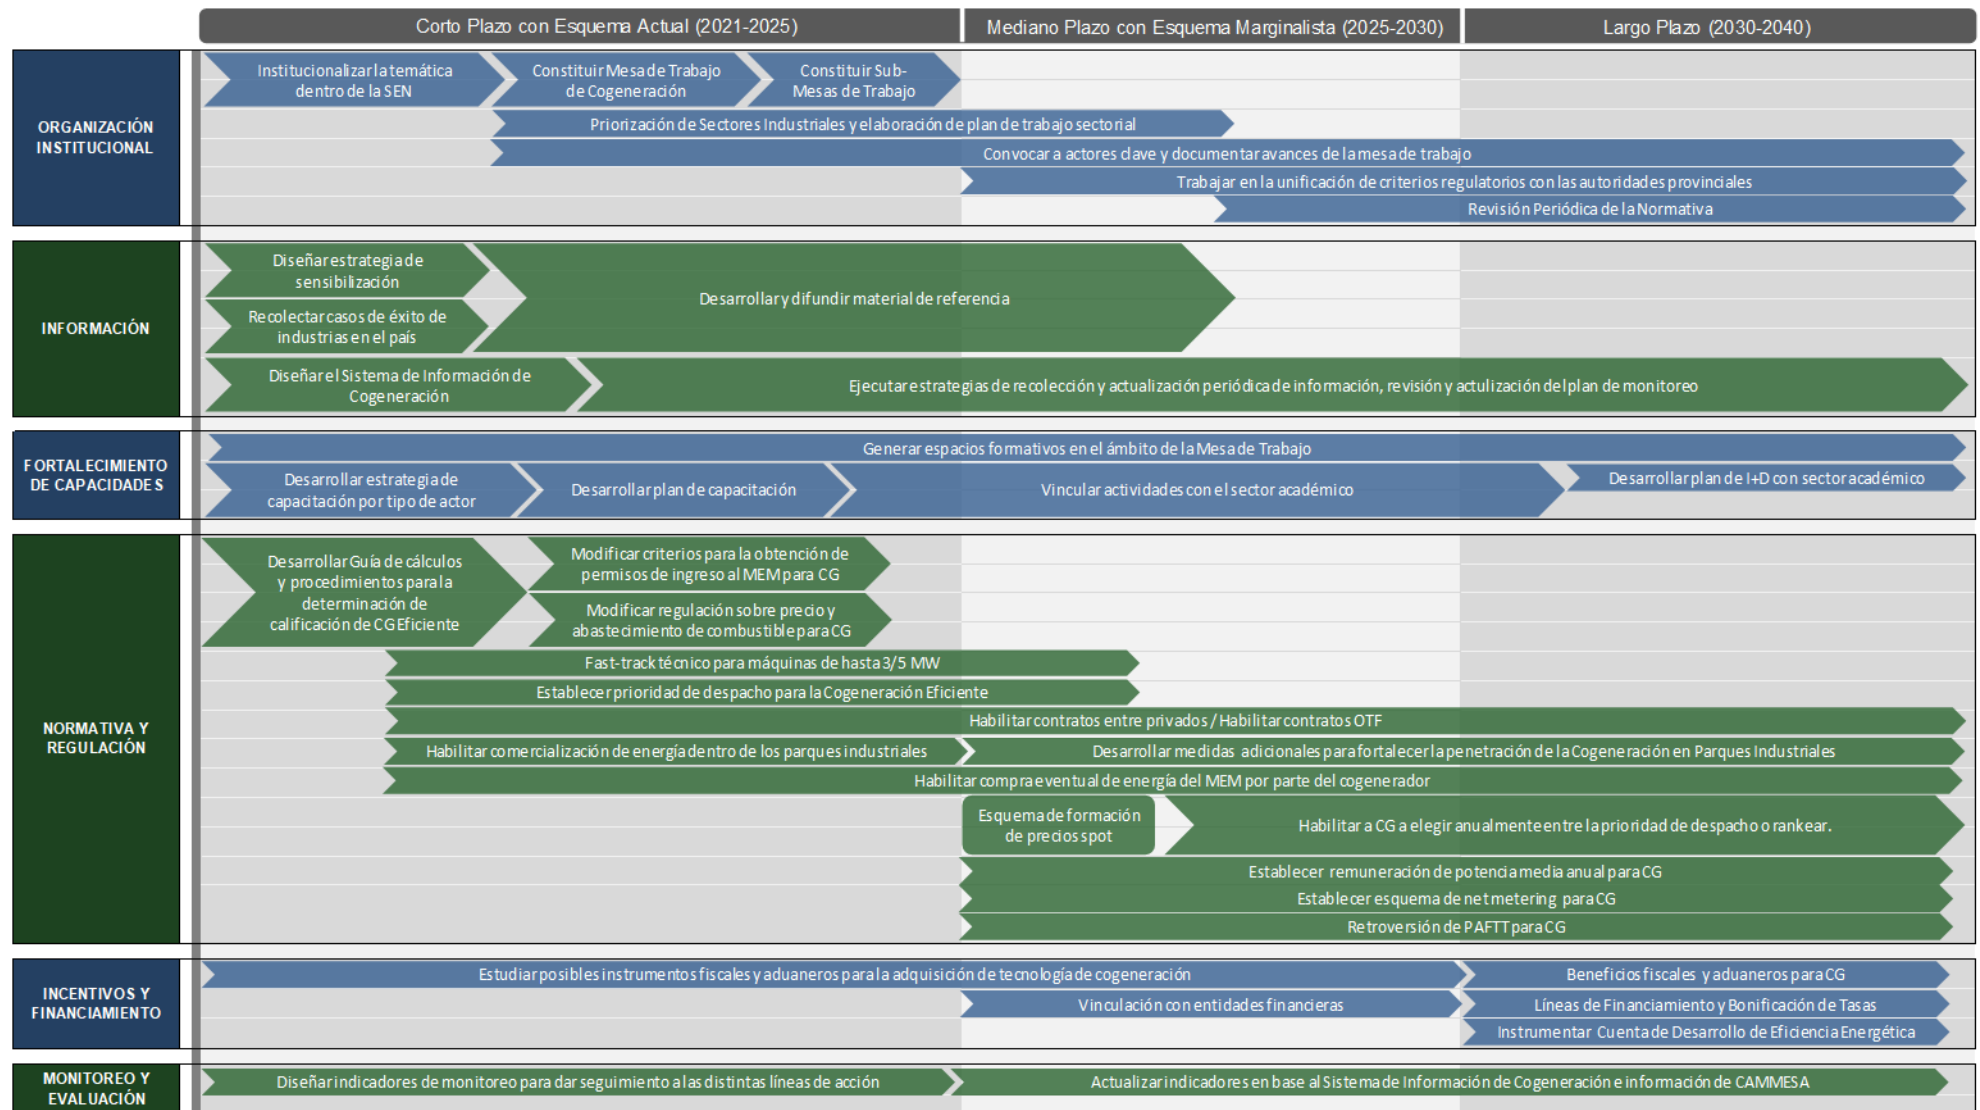 Corto Plazo con Esquema Actual (2021-2025)
Mediano Plazo con Esquema Marginalista (2025-2030)
Largo Plazo (2030-2040)
ORGANIZACIÓN
INSTITUCIONAL
Institucionalizar la temática
dentro de la SEN
Constituir Mesa de Trabajo
de Cogeneración
Constituir Sub-
Mesas de Trabajo
Priorización de Sectores Industriales y elaboración de plan de trabajo sectorial
Convocar a actores clave y documentar avances de la mesa de trabajo
Trabajar en la unificación de criterios regulatorios con las autoridades provinciales
Revisión Periódica de la Normativa
INFORMACIÓN
Diseñar estrategia de
sensibilización
Recolectar casos de éxito de
industrias en el país
Desarrollar y difundir material de referencia
Diseñar el Sistema de Información de
Cogeneración
Ejecutar estrategias de recolección y actualización periódica de información, revisión y actulización del plan de monitoreo
FORTALECIMIENTO
DE CAPACIDADES
Generar espacios formativos en el ámbito de la Mesa de Trabajo
Desarrollar estrategia de
capacitación por tipo de actor
Desarrollar plan de capacitación
Vincular actividades con el sector académico
Desarrollar plan de I+D con sector académico
NORMATIVA Y
REGULACIÓN
Desarrollar Guía de cálculos
y procedimientos para la
determinación de
calificación de CG Eficiente
Modificar criterios para la obtención de
permisos de ingreso al MEM para CG
Modificar regulación sobre precio y
abastecimiento de combustible para CG
Fast-track técnico para máquinas de hasta 3/5 MW
Establecer prioridad de despacho para la Cogeneración Eficiente
Habilitar contratos entre privados / Habilitar contratos OTF
Habilitar comercialización de energía dentro de los parques industriales
Desarrollar medidas adicionales para fortalecer la penetración de la Cogeneración en Parques Industriales
Habilitar compra eventual de energía del MEM por parte del cogenerador
Esquema de formación
de precios spot
Habilitar a CG a elegir anualmente entre la prioridad de despacho o rankear.
Establecer remuneración de potencia media anual para CG
Establecer esquema de net metering para CG
Retroversión de PAFTT para CG
INCENTIVOS Y
FINANCIAMIENTO
Estudiar posibles instrumentos fiscales y aduaneros para la adquisición de tecnología de cogeneración
Beneficios fiscales y aduaneros para CG
Vinculación con entidades financieras
Líneas de Financiamiento y Bonificación de Tasas
Instrumentar Cuenta de Desarrollo de Eficiencia Energética
MONITOREO Y
EVALUACIÓN
Diseñar indicadores de monitoreo para dar seguimiento a las distintas líneas de acción
Actualizar indicadores en base al Sistema de Información de Cogeneración e información de CAMMESA